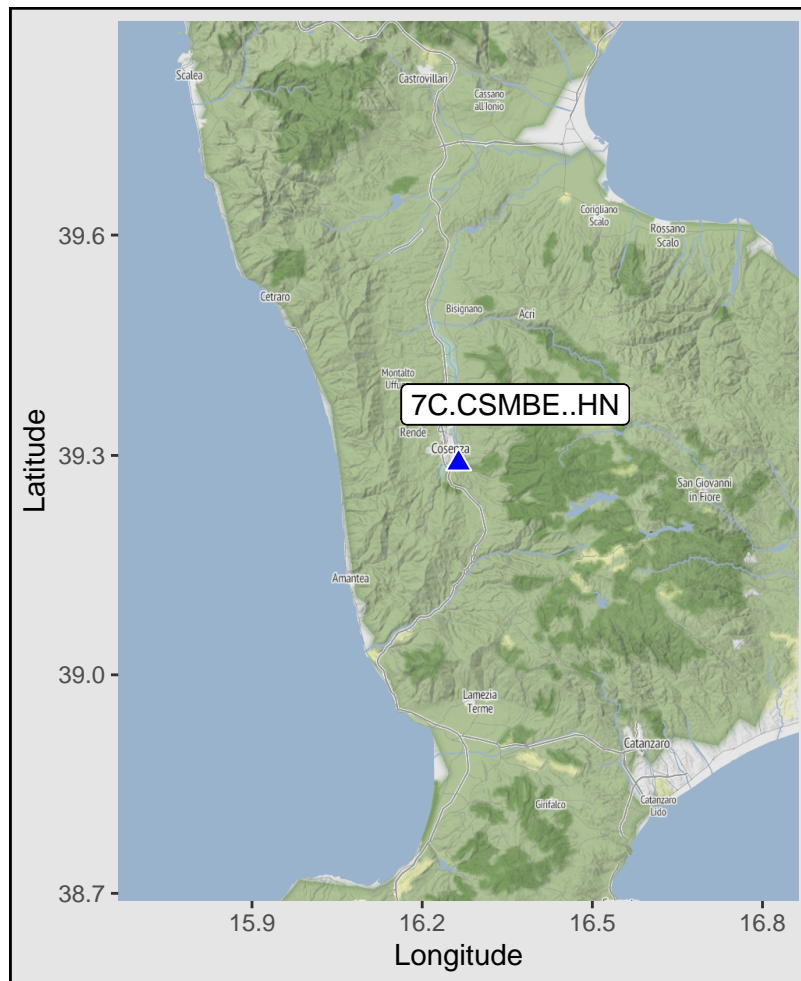 Scalea
Castrovillari
Cassano
all'Ionio
Corigliano
Scalo
Rossano
Scalo
39.6
Cetraro
Bisignano
Acri
Montalto
Uffu
7C.CSMBE..HN
Rende
Cosenza
39.3
San Giovanni
in Fiore
Latitude
Amantea
39.0
Lamezia
Terme
Catanzaro
Catanzaro
Lido
Girifalco
38.7
15.9
16.2
16.5
16.8
Longitude